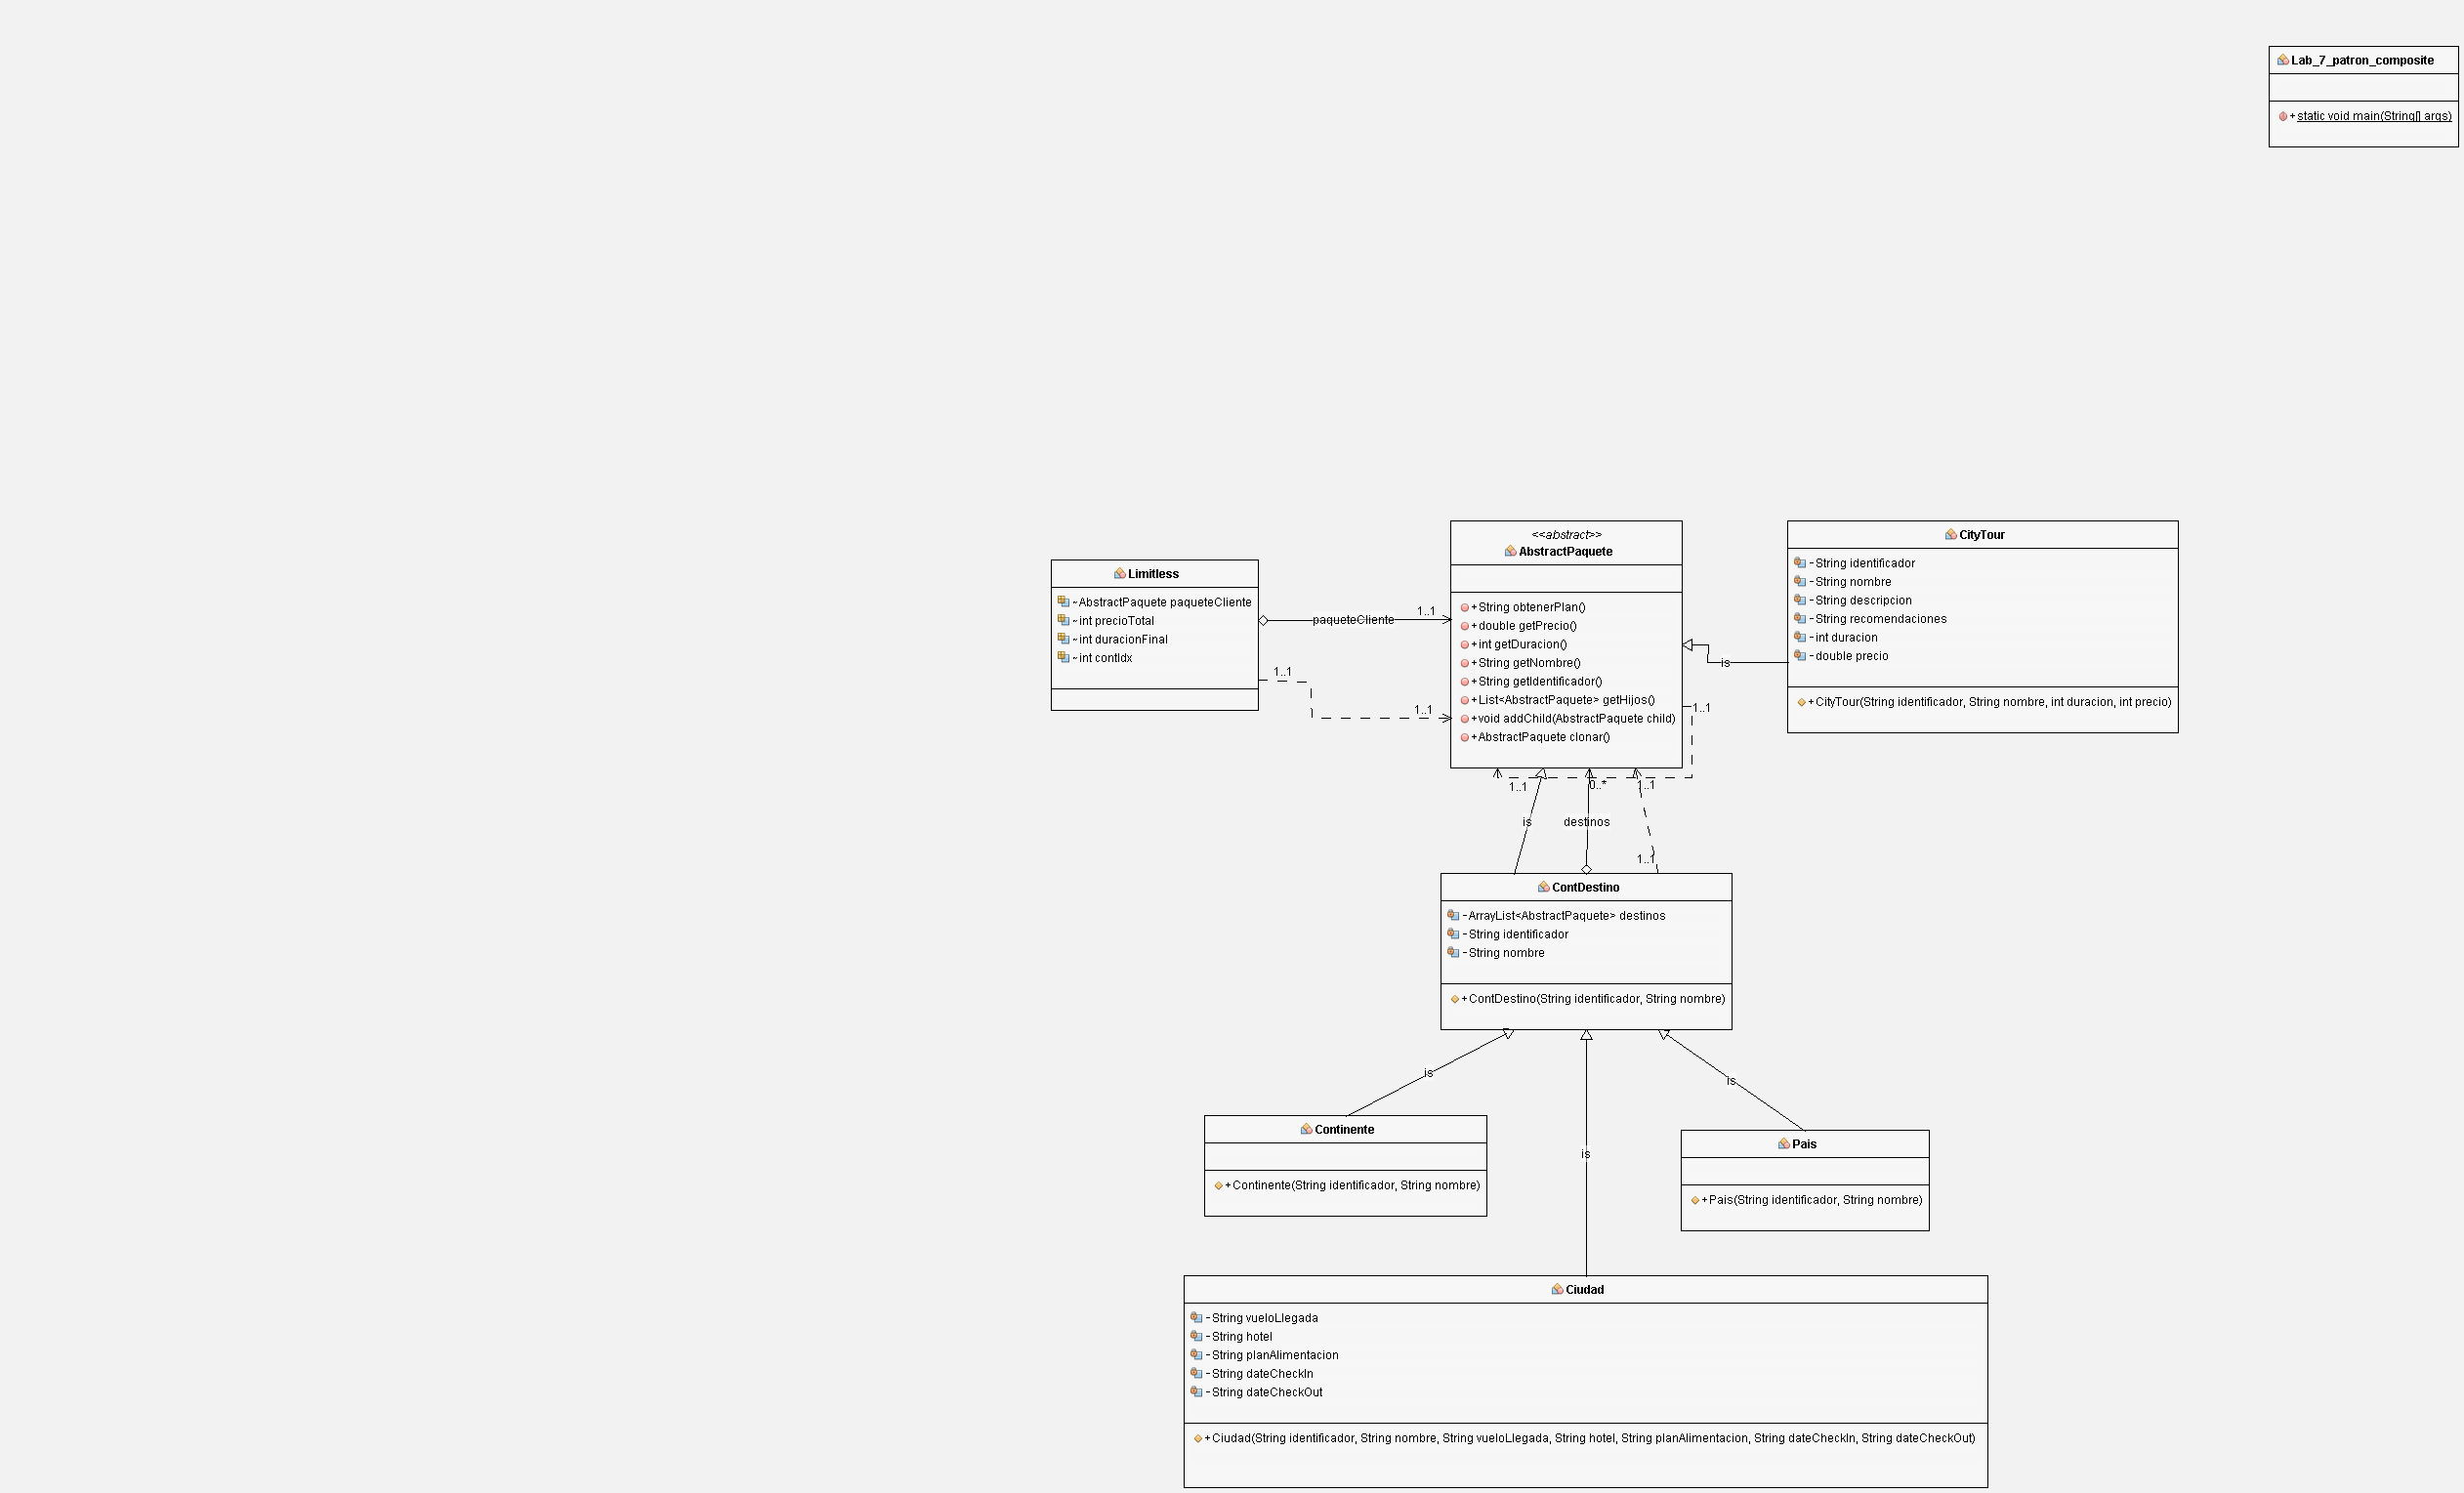 Lab_7_patron_composite
+ static void main(String[] args)
<<abstract>>
AbstractPaquete
+ String obtenerPlan()
+ double getPrecio()
+ int getDuracion()
+ String getNombre()
+ String getIdentificador()
+ List<AbstractPaquete> getHijos()
+ void addChild(AbstractPaquete child)
+ AbstractPaquete clonar()
CityTour
- String identificador
- String nombre
- String descripcion
- String recomendaciones
- int duracion
- double precio
+ CityTour(String identificador, String nombre, int duracion, int precio)
Limitless
~ AbstractPaquete paqueteCliente
~ int precioTotal
~ int duracionFinal
~ int contIdx
paqueteCliente
1..1
1..1
1..1
is
1..1
1..1
0..*
1..1
is
destinos
1..1
ContDestino
- ArrayList<AbstractPaquete> destinos
- String identificador
- String nombre
+ ContDestino(String identificador, String nombre)
is
is
is
Continente
+ Continente(String identificador, String nombre)
Pais
+ Pais(String identificador, String nombre)
Ciudad
- String vueloLlegada
- String hotel
- String planAlimentacion
- String dateCheckIn
- String dateCheckOut
+ Ciudad(String identificador, String nombre, String vueloLlegada, String hotel, String planAlimentacion, String dateCheckIn, String dateCheckOut)